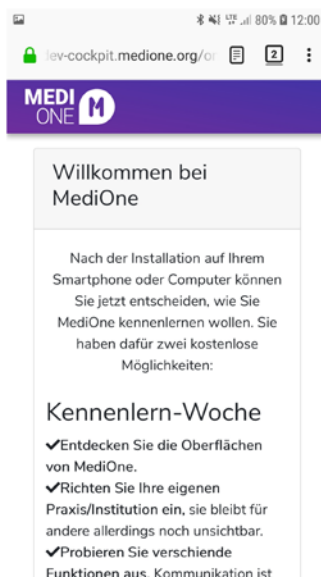 LTE 80% 12:00
lev-cockpit.medione.org/or 2
MEDI
ONE M
Willkommen bei
MediOne
Nach der Installation auf Ihrem
Smartphone oder Computer können
Sie jetzt entscheiden, wie Sie
MediOne kennenlernen wollen. Sie
haben dafür zwei kostenlose
Möglichkeiten:
Kennenlern-Woche
✔Entdecken Sie die Oberflächen
von MediOne.
✔Richten Sie Ihre eigenen
Praxis/Institution ein, sie bleibt für
andere allerdings noch unsichtbar.
✔Probieren Sie verschiende
Funktionen aus. Kommunikation ist